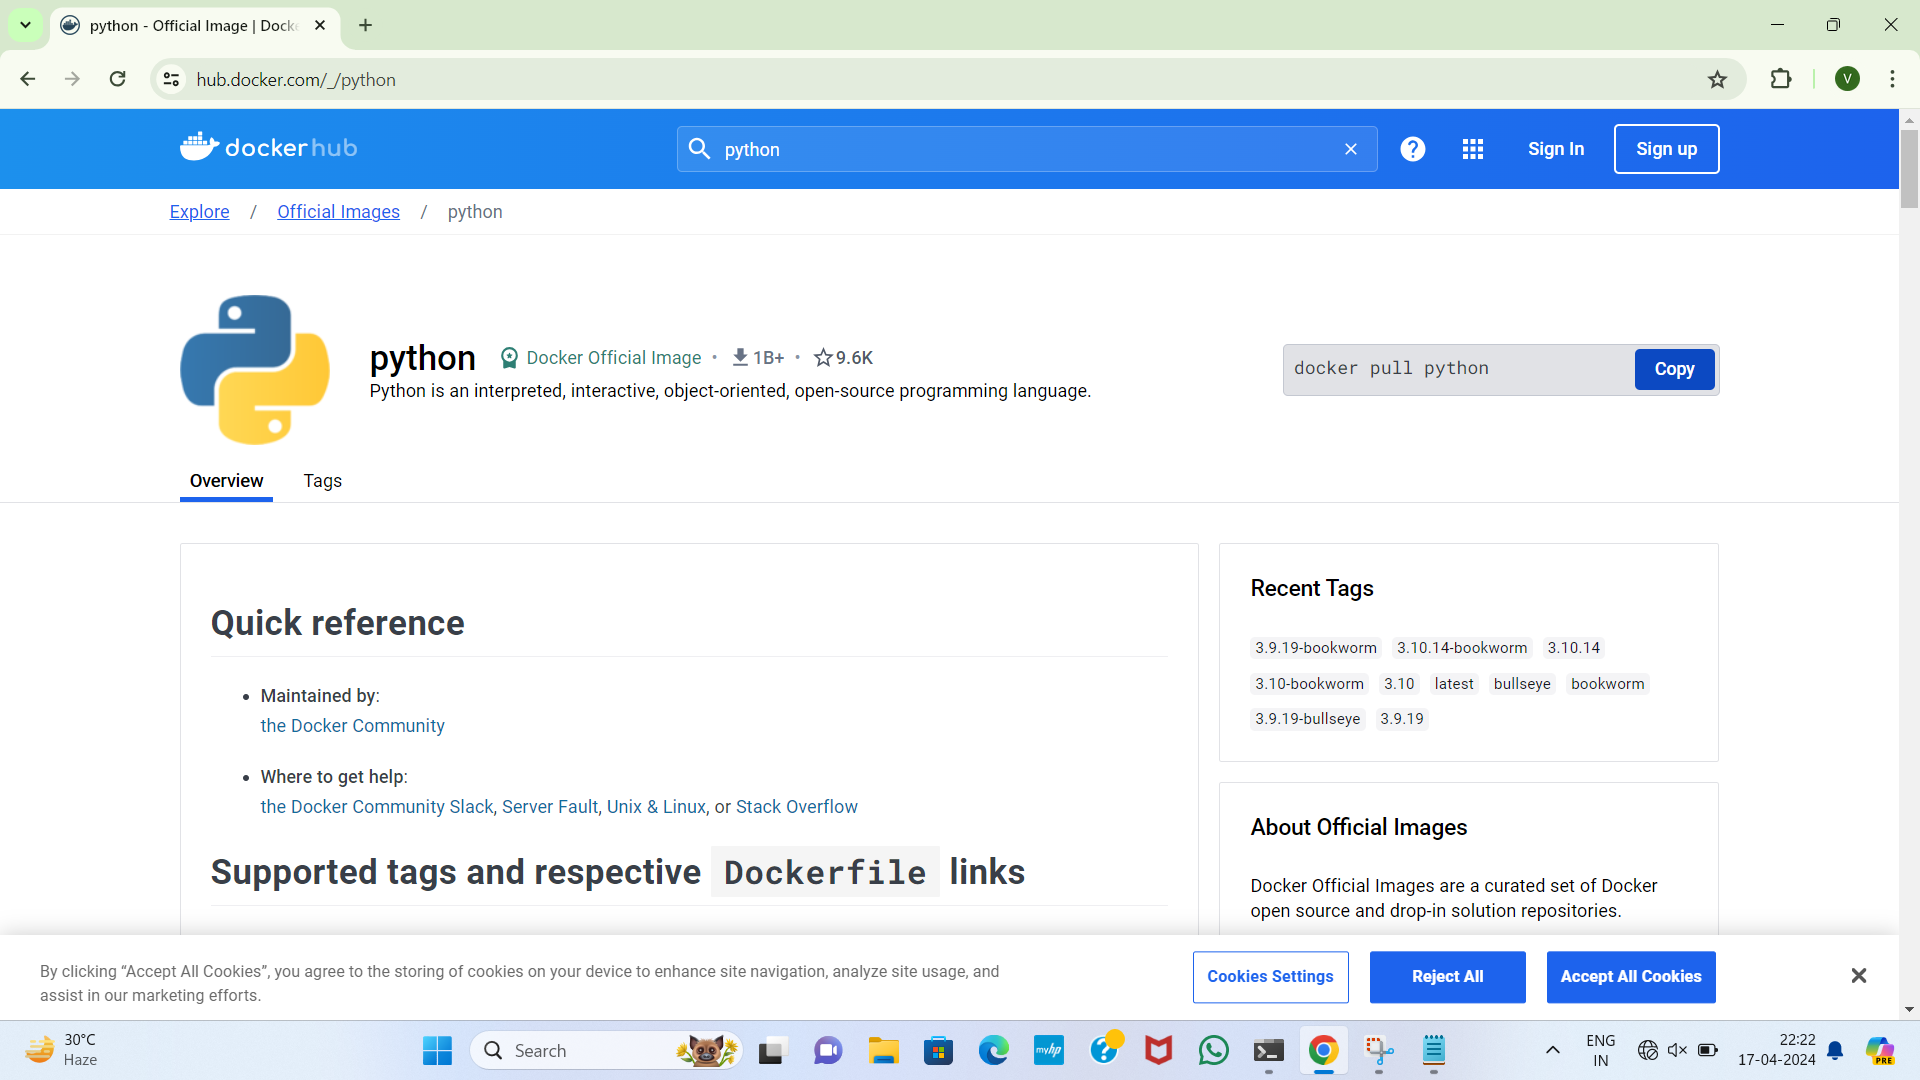 python - Official Image | Docke
hub.docker.com/_/python
V
docker hub
python
Sign In
Sign up
Explore / Official Images / python
python
Docker Official Image • 1B+ • 9.6K
Python is an interpreted, interactive, object-oriented, open-source programming language.
docker pull python
Copy
Overview
Tags
Quick reference
Maintained by:
the Docker Community
Where to get help:
the Docker Community Slack, Server Fault, Unix & Linux, or Stack Overflow
Supported tags and respective Dockerfile links
Recent Tags
3.9.19-bookworm 3.10.14-bookworm 3.10.14
3.10-bookworm 3.10 latest bullseye bookworm
3.9.19-bullseye 3.9.19
About Official Images
Docker Official Images are a curated set of Docker
open source and drop-in solution repositories.
By clicking “Accept All Cookies”, you agree to the storing of cookies on your device to enhance site navigation, analyze site usage, and
assist in our marketing efforts.
Cookies Settings
Reject All
Accept All Cookies
30°C
Haze
Search
myhp
ENG
IN
22:22
17-04-2024
PRE